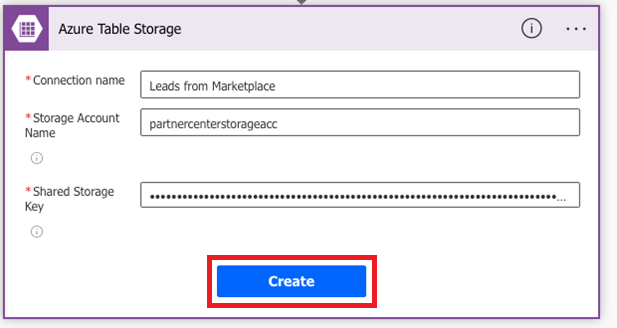 Azure Table Storage
*Connection name
Leads from Marketplace
*Storage Account
Name
partnercenterstorageacc
*Shared Storage
Key
Create